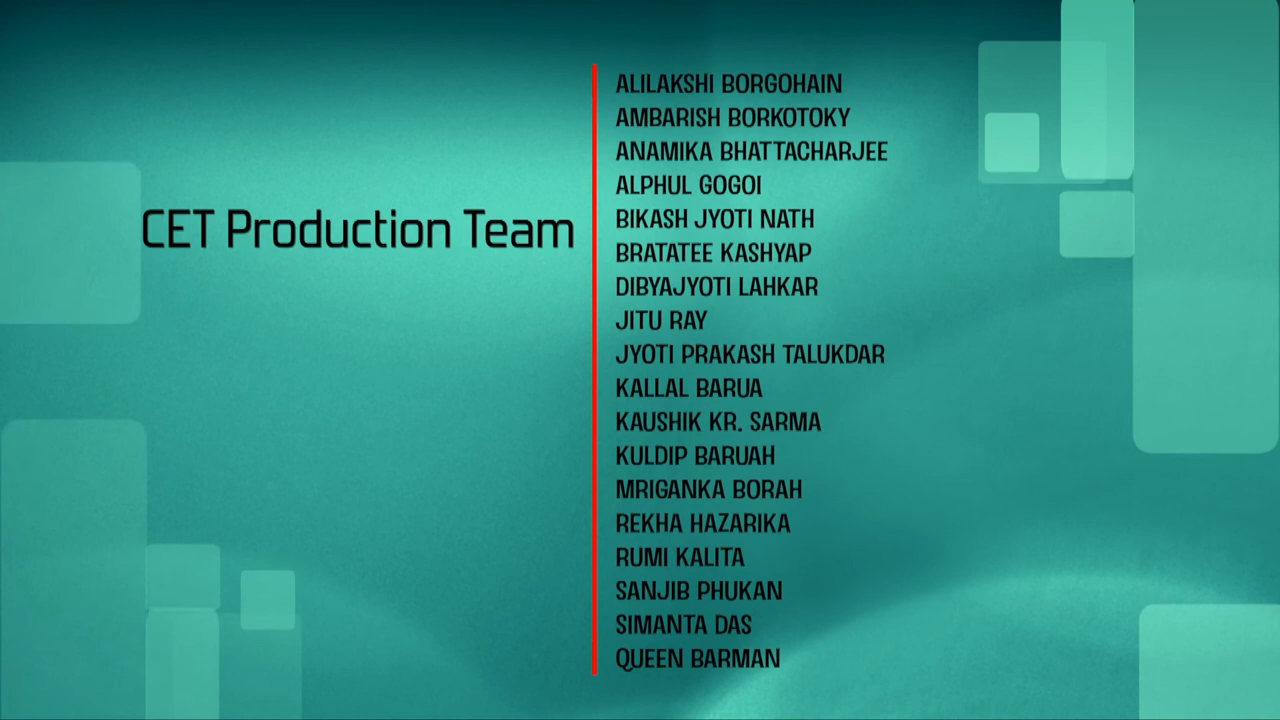 CET Production Team
ALILAKSHI BORGOHAIN
AMBARISH BORKOTOKY
ANAMIKA BHATTACHARJEE
ALPHUL GOGOI
BIKASH JYOTI NATH
BRATATEE KASHYAP
DIBYAJYOTI LAHKAR
JITU RAY
JYOTI PRAKASH TALUKDAR
KALLAL BARUA
KAUSHIK KR. SARMA
KULDIP BARUAH
MRIGANKA BORAH
REKHA HAZARIKA
RUMI KALITA
SANJIB PHUKAN
SIMANTA DAS
QUEEN BARMAN